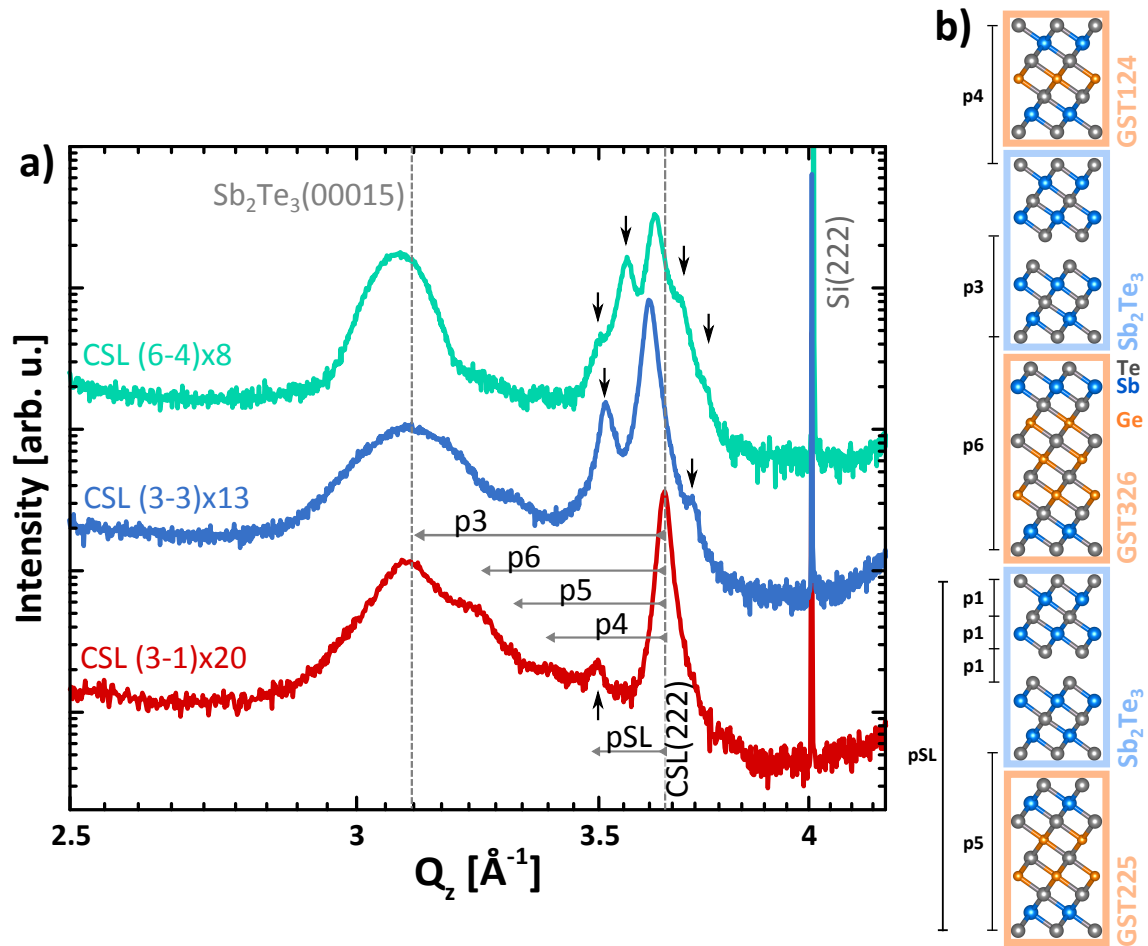 a)
Intensity [arb. u.]
Sb₂Te₃(00015)
Si(222)
CSL (6-4)x8
CSL (3-3)x13
CSL (3-1)x20
p3
p6
p5
p4
pSL
CSL(222)
2.5 3 3.5 4
Q_z [Å⁻¹]
b)
p4
GST124
p3
Sb₂Te₃
Te
Sb
Ge
p6
GST326
p1
p1
p1
Sb₂Te₃
pSL
p5
GST225